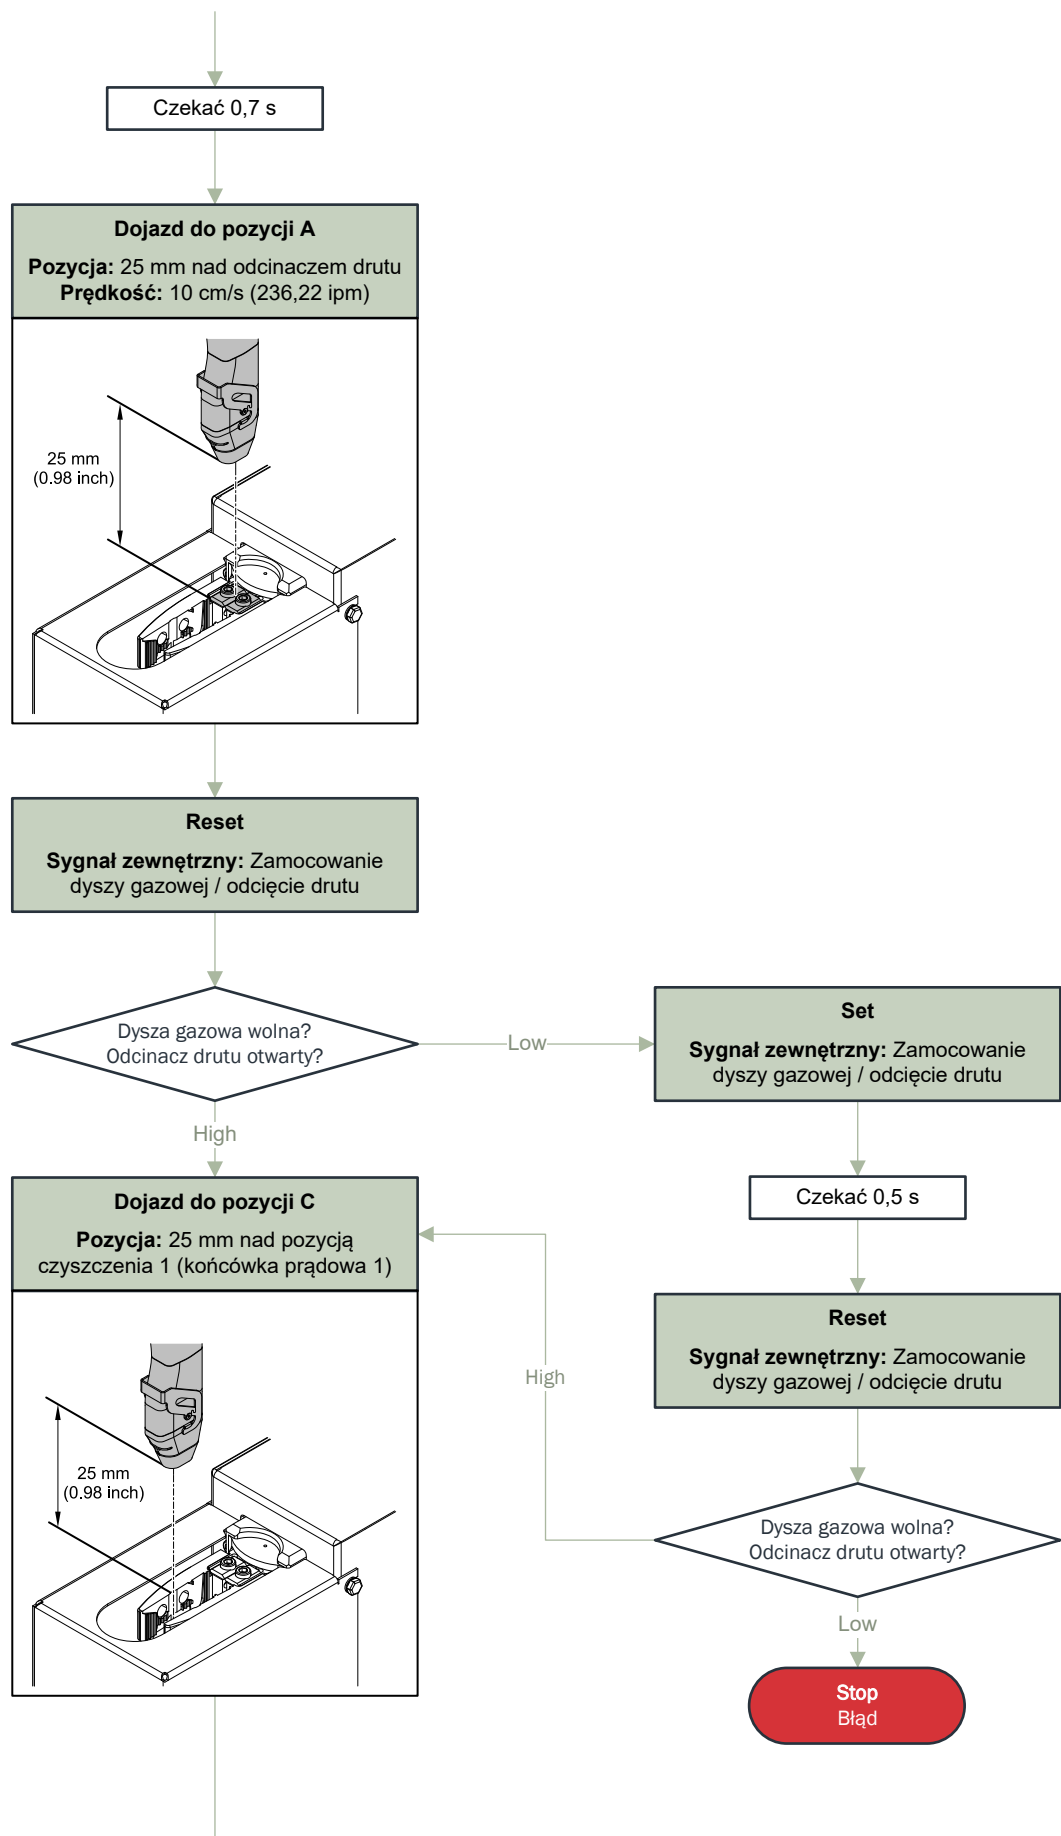 Czekać 0,7 s
Dojazd do pozycji A
Pozycja: 25 mm nad odcinaczem drutu
Prędkość: 10 cm/s (236,22 ipm)
25 mm
(0.98 inch)
Reset
Sygnał zewnętrzny: Zamocowanie
dyszy gazowej / odcięcie drutu
Dysza gazowa wolna?
Odcinacz drutu otwarty?
Low
Set
Sygnał zewnętrzny: Zamocowanie
dyszy gazowej / odcięcie drutu
High
Czekać 0,5 s
Dojazd do pozycji C
Pozycja: 25 mm nad pozycją
czyszczenia 1 (końcówka prądowa 1)
Reset
Sygnał zewnętrzny: Zamocowanie
dyszy gazowej / odcięcie drutu
High
25 mm
(0.98 inch)
Dysza gazowa wolna?
Odcinacz drutu otwarty?
Low
Stop
Błąd